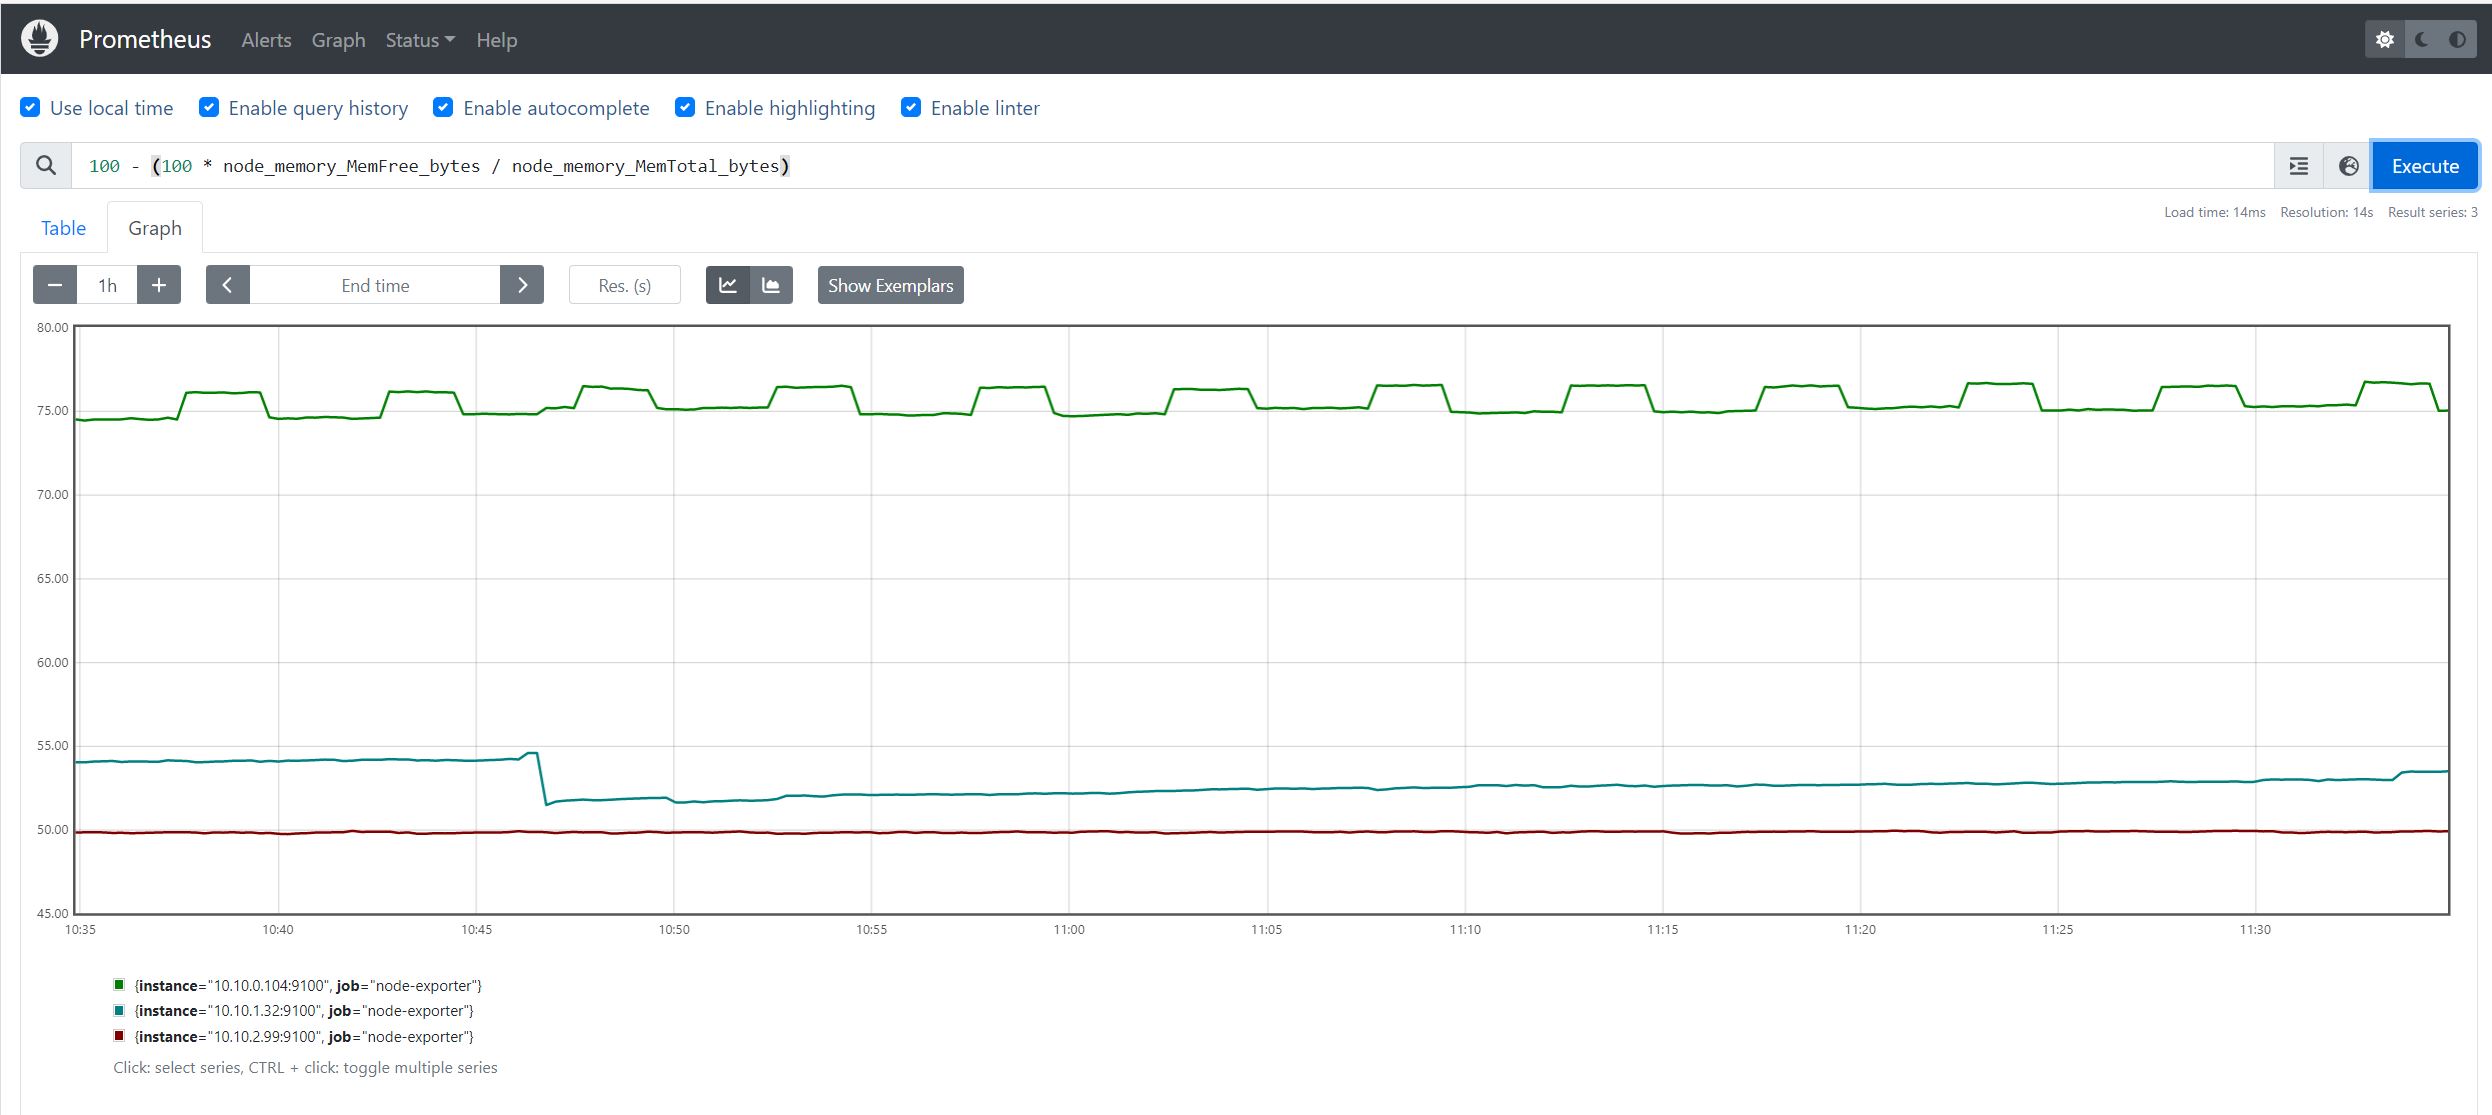 Prometheus Alerts Graph Status Help
Use local time Enable query history Enable autocomplete Enable highlighting Enable linter
100 - (100 * node_memory_MemFree_bytes / node_memory_MemTotal_bytes) Execute
Load time: 14ms Resolution: 14s Result series: 3
Table Graph
1h End time Res. (s) Show Exemplars
80.00
75.00
70.00
65.00
60.00
55.00
50.00
45.00
10:35 10:40 10:45 10:50 10:55 11:00 11:05 11:10 11:15 11:20 11:25 11:30
{instance="10.10.0.104:9100", job="node-exporter"}
{instance="10.10.1.32:9100", job="node-exporter"}
{instance="10.10.2.99:9100", job="node-exporter"}
Click: select series, CTRL + click: toggle multiple series